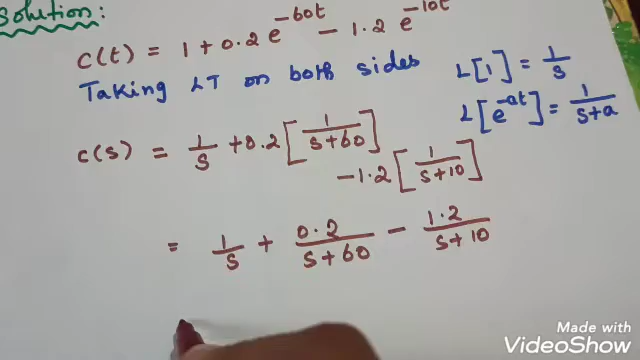 Solution:
c(t) = 1 + 0.2 e^-60t - 1.2 e^-10t
Taking LT on both sides
L[1] = 1/s
L[e^-at] = 1/(s+a)
c(s) = 1/s + 0.2 [1/(s+60)]
- 1.2 [1/(s+10)]
= 1/s + 0.2/(s+60) - 1.2/(s+10)
Made with
VideoShow